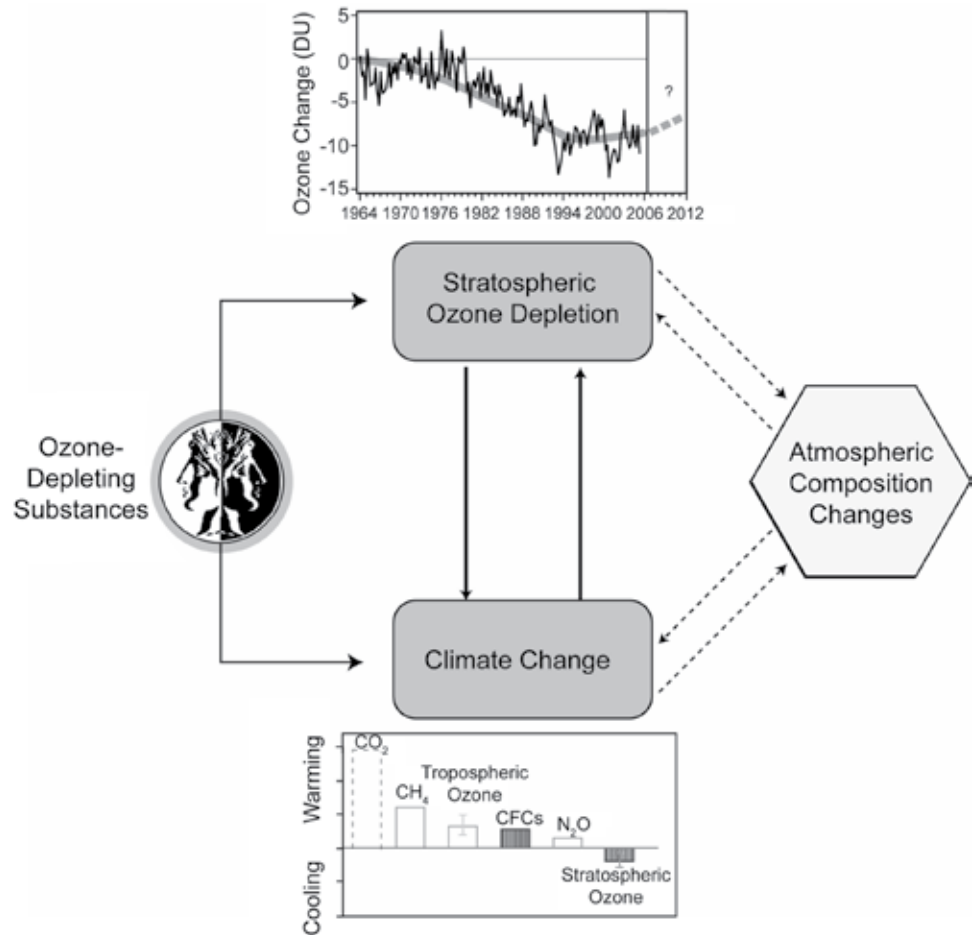 Ozone Change (DU)
5
0
-5
-10
-15
?
1964 1970 1976 1982 1988 1994 2000 2006 2012
Stratospheric
Ozone Depletion
Ozone-
Depleting
Substances
Atmospheric
Composition
Changes
Climate Change
Warming
Cooling
CO₂
CH₄
Tropospheric
Ozone
CFCs
N₂O
Stratospheric
Ozone